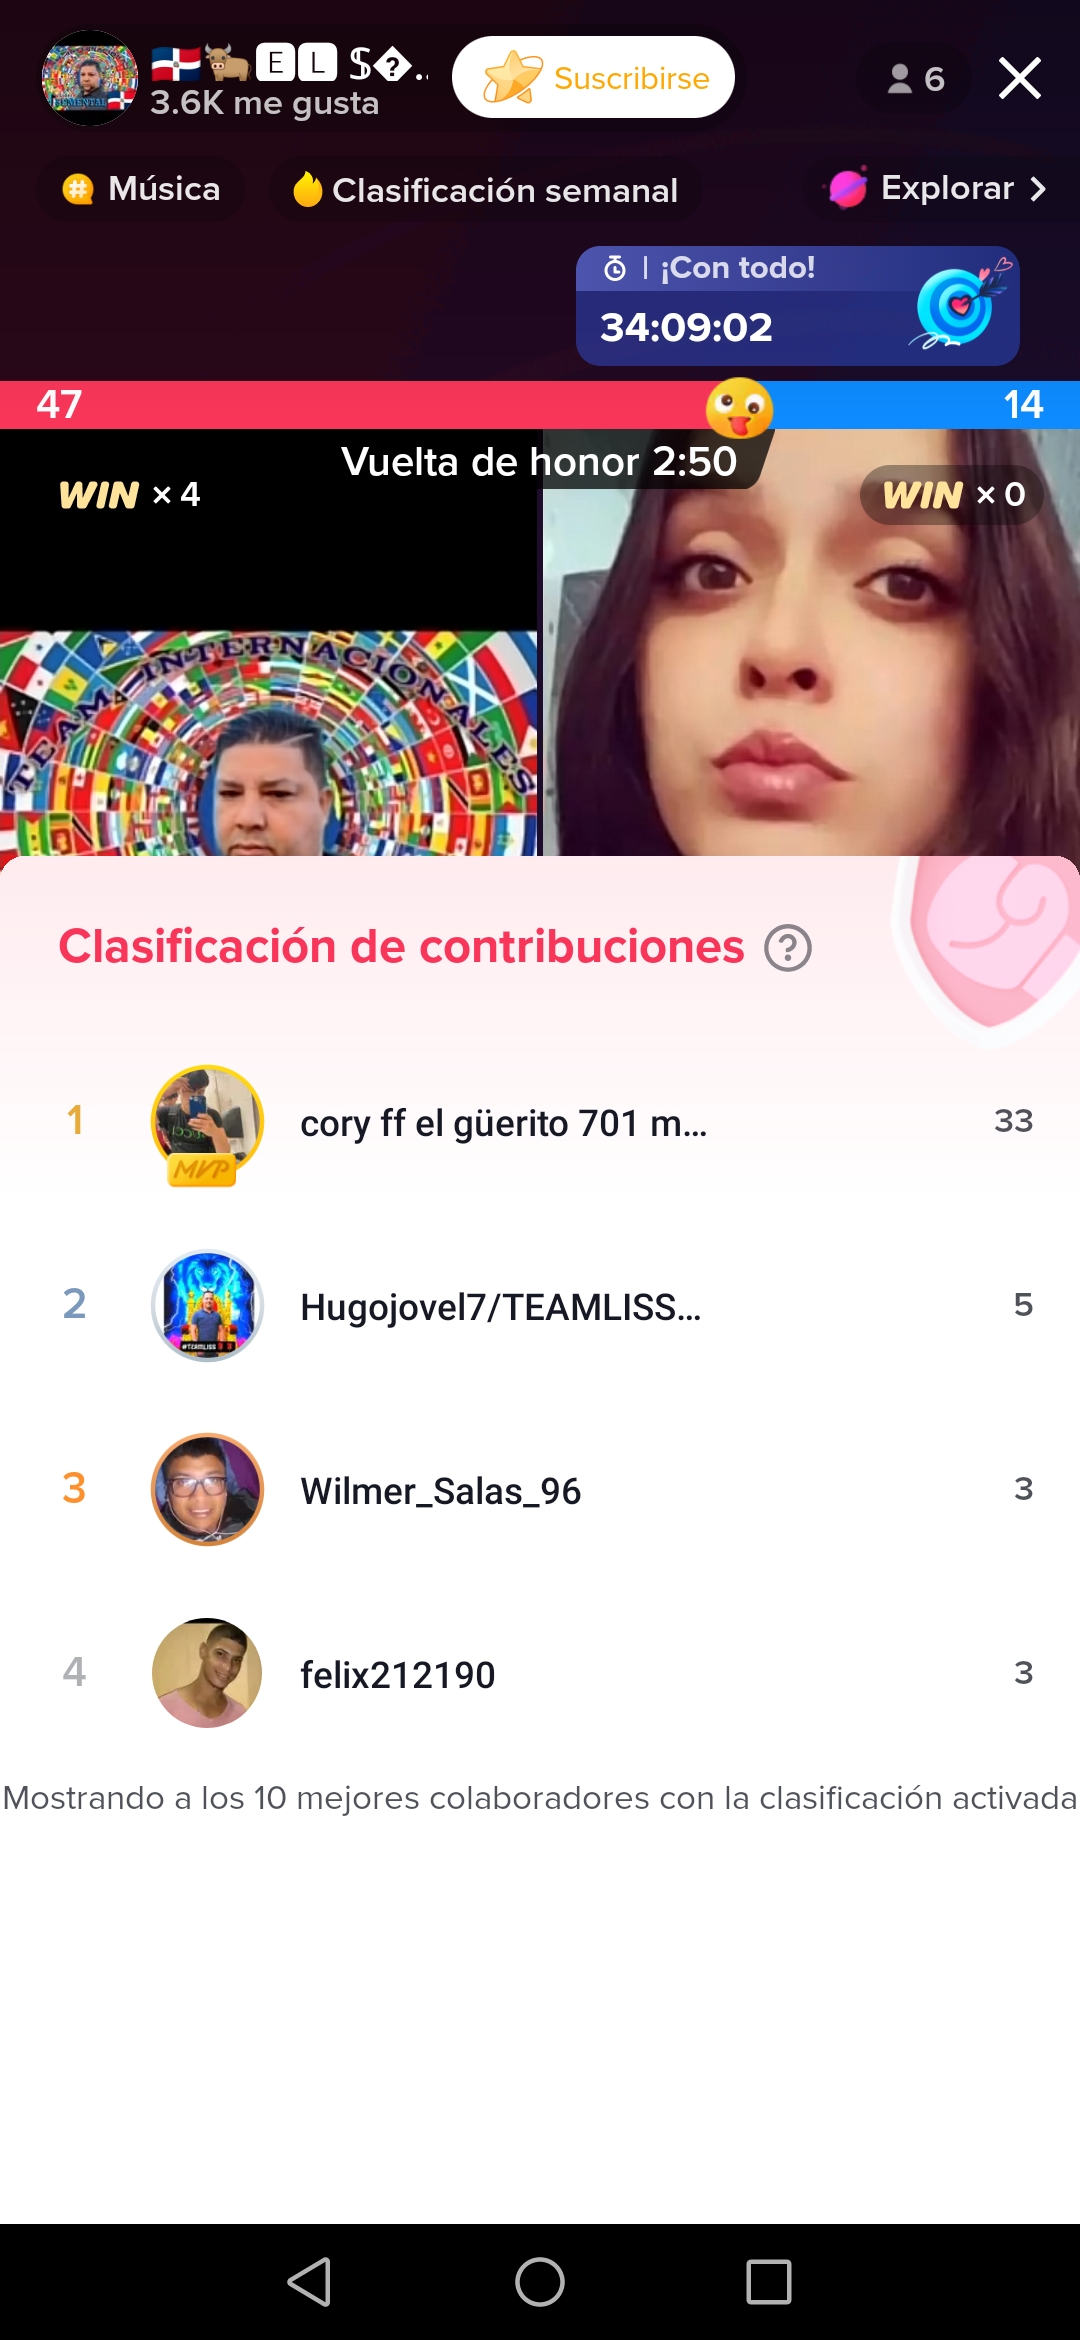 🇩🇴🐂🅴🅻 $�..
3.6K me gusta
Suscribirse
6
Música
Clasificación semanal
Explorar
¡Con todo!
34:09:02
47
14
Vuelta de honor 2:50
WIN × 4
WIN × 0
TEAM INTERNACIONALES
Clasificación de contribuciones
1
MVP
cory ff el güerito 701 m...
33
2
#TEAMLISS
Hugojovel7/TEAMLISS...
5
3
Wilmer_Salas_96
3
4
felix212190
3
Mostrando a los 10 mejores colaboradores con la clasificación activada